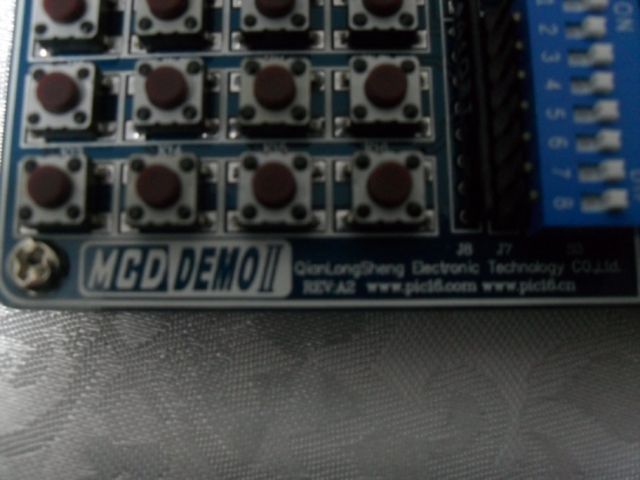 ON
1
2
3
4
5
6
7
8
J8 J7
MCD DEMO II
QianLongSheng Electronic Technology CO.,Ltd.
REV:A2 www.pic16.com www.pic16.cn